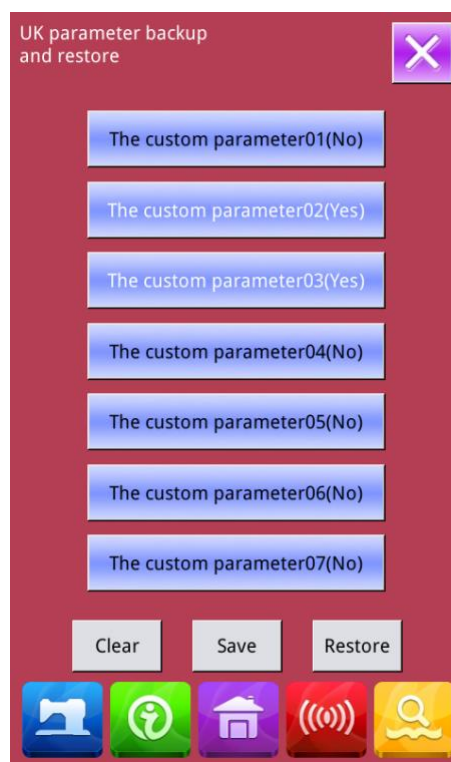 UK parameter backup
and restore
The custom parameter01(No)
The custom parameter02(Yes)
The custom parameter03(Yes)
The custom parameter04(No)
The custom parameter05(No)
The custom parameter06(No)
The custom parameter07(No)
Clear Save Restore